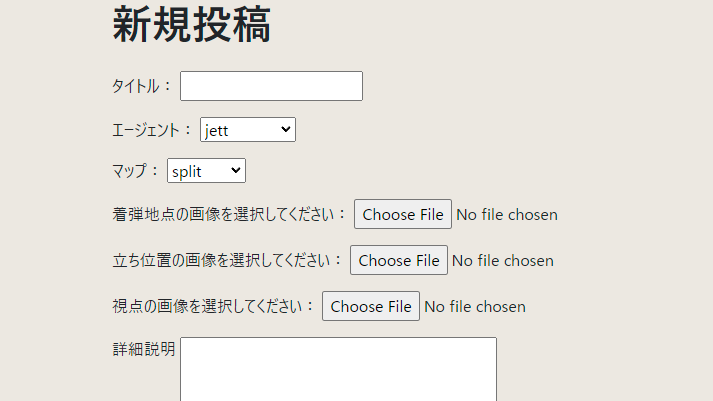 新規投稿
タイトル：
エージェント： jett
マップ： split
着弾地点の画像を選択してください： Choose File No file chosen
立ち位置の画像を選択してください： Choose File No file chosen
視点の画像を選択してください： Choose File No file chosen
詳細説明